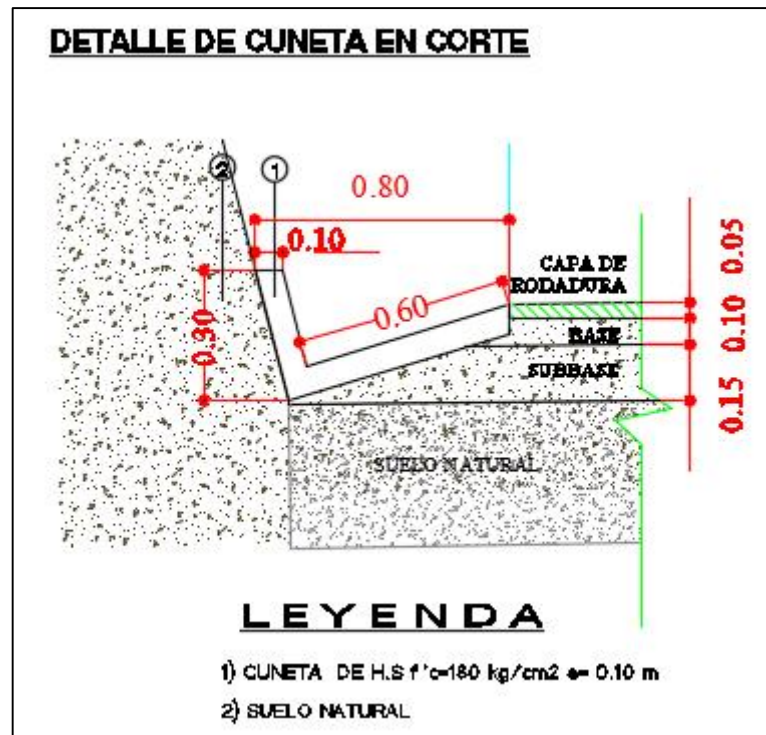 DETALLE DE CUNETA EN CORTE
2
1
0.80
0.10
0.30
0.60
CAPA DE
RODADURA
BASE
SUBBASE
0.05
0.10
0.15
SUELO NATURAL
LEYENDA
1) CUNETA DE H.S f'c=180 kg/cm2 e= 0.10 m
2) SUELO NATURAL